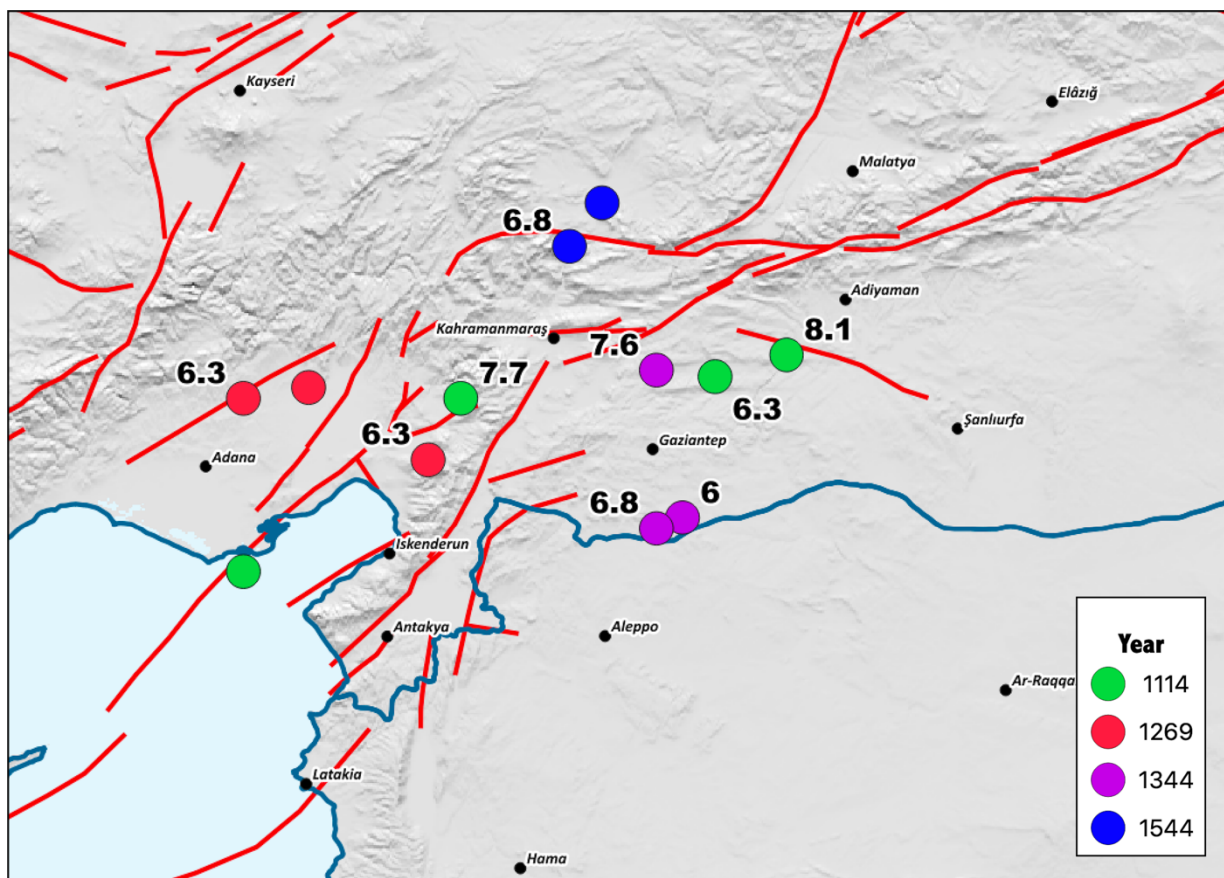 Kayseri
Elâzığ
Malatya
6.8
Adiyaman
Kahramanmaraş
8.1
7.6
6.3
7.7
6.3
6.3
Şanlıurfa
Gaziantep
Adana
6.8
6
Iskenderun
Antakya
Aleppo
Year
1114
Ar-Raqqa
1269
Latakia
1344
1544
Hama